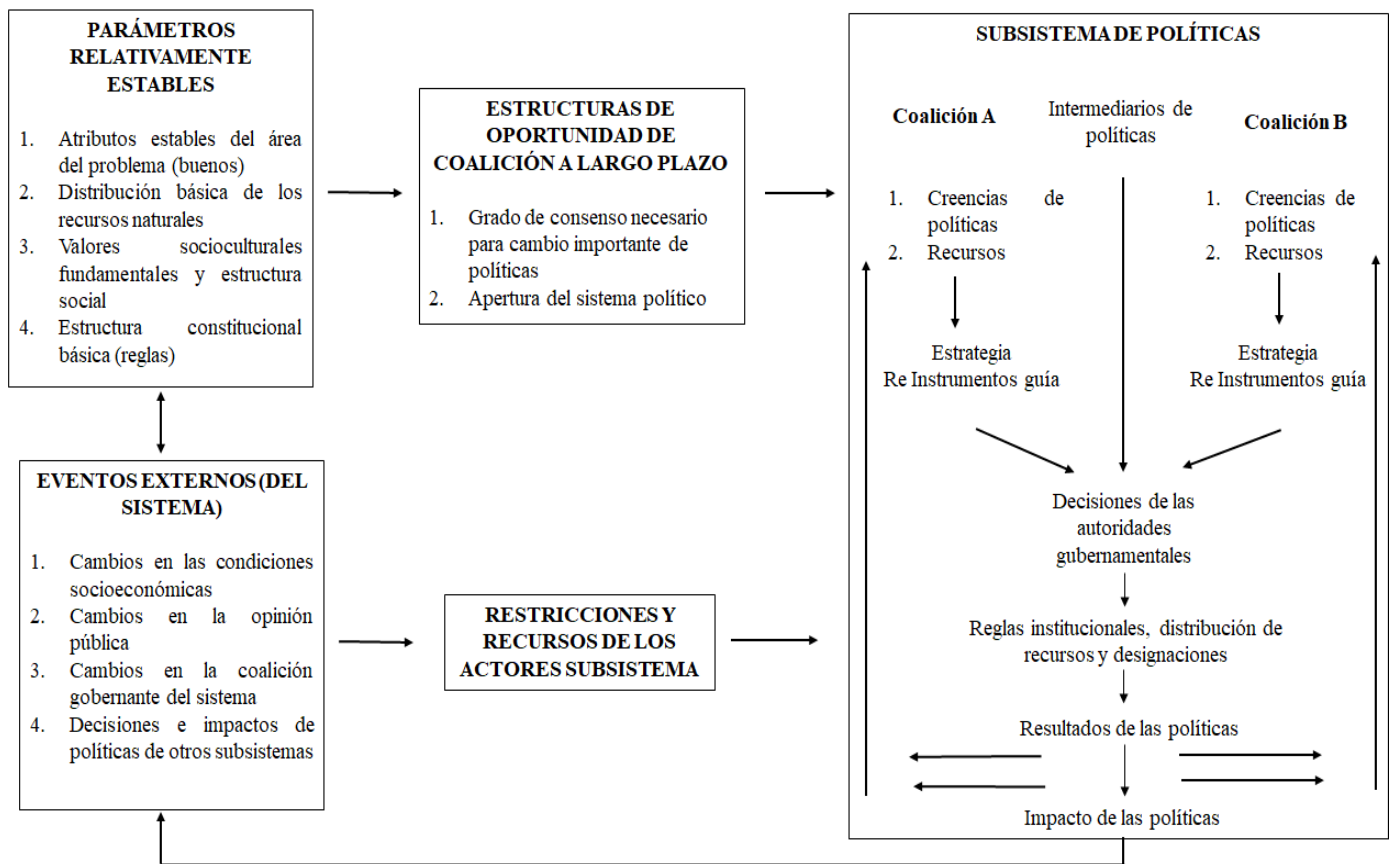 PARÁMETROS
RELATIVAMENTE
ESTABLES
1. Atributos estables del área
del problema (buenos)
2. Distribución básica de los
recursos naturales
3. Valores socioculturales
fundamentales y estructura
social
4. Estructura constitucional
básica (reglas)
EVENTOS EXTERNOS (DEL
SISTEMA)
1. Cambios en las condiciones
socioeconómicas
2. Cambios en la opinión
pública
3. Cambios en la coalición
gobernante del sistema
4. Decisiones e impactos de
políticas de otros subsistemas
ESTRUCTURAS DE
OPORTUNIDAD DE
COALICIÓN A LARGO PLAZO
1. Grado de consenso necesario
para cambio importante de
políticas
2. Apertura del sistema político
RESTRICCIONES Y
RECURSOS DE LOS
ACTORES SUBSISTEMA
SUBSISTEMA DE POLÍTICAS
Coalición A
1. Creencias de
políticas
2. Recursos
Estrategia
Re Instrumentos guía
Intermediarios de
políticas
Coalición B
1. Creencias de
políticas
2. Recursos
Estrategia
Re Instrumentos guía
Decisiones de las
autoridades
gubernamentales
Reglas institucionales, distribución de
recursos y designaciones
Resultados de las políticas
Impacto de las políticas